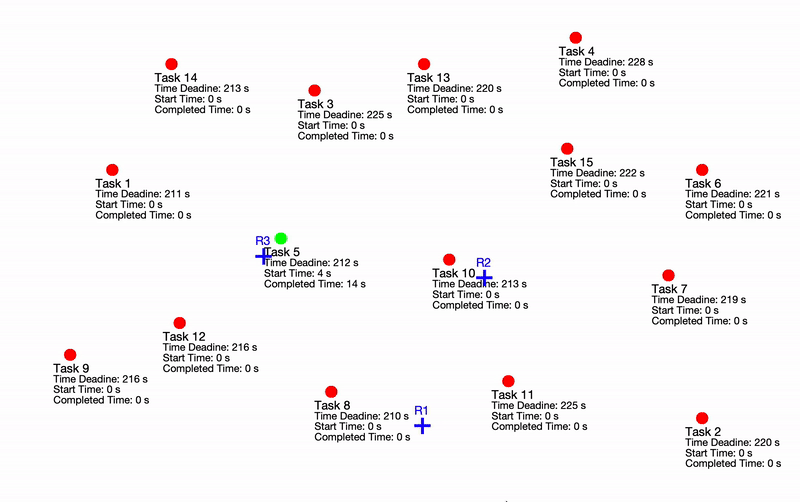 Task 4
Time Deadine: 228 s
Start Time: 0 s
Completed Time: 0 s
Task 14
Time Deadine: 213 s
Start Time: 0 s
Completed Time: 0 s
Task 13
Time Deadine: 220 s
Start Time: 0 s
Completed Time: 0 s
Task 3
Time Deadine: 225 s
Start Time: 0 s
Completed Time: 0 s
Task 15
Time Deadine: 222 s
Start Time: 0 s
Completed Time: 0 s
Task 1
Time Deadine: 211 s
Start Time: 0 s
Completed Time: 0 s
Task 6
Time Deadine: 221 s
Start Time: 0 s
Completed Time: 0 s
R3
Task 5
Time Deadine: 212 s
Start Time: 4 s
Completed Time: 14 s
R2
Task 10
Time Deadine: 213 s
Start Time: 0 s
Completed Time: 0 s
Task 7
Time Deadine: 219 s
Start Time: 0 s
Completed Time: 0 s
Task 12
Time Deadine: 216 s
Start Time: 0 s
Completed Time: 0 s
Task 9
Time Deadine: 216 s
Start Time: 0 s
Completed Time: 0 s
Task 11
Time Deadine: 225 s
Start Time: 0 s
Completed Time: 0 s
Task 8
Time Deadine: 210 s
Start Time: 0 s
Completed Time: 0 s
R1
Task 2
Time Deadine: 220 s
Start Time: 0 s
Completed Time: 0 s